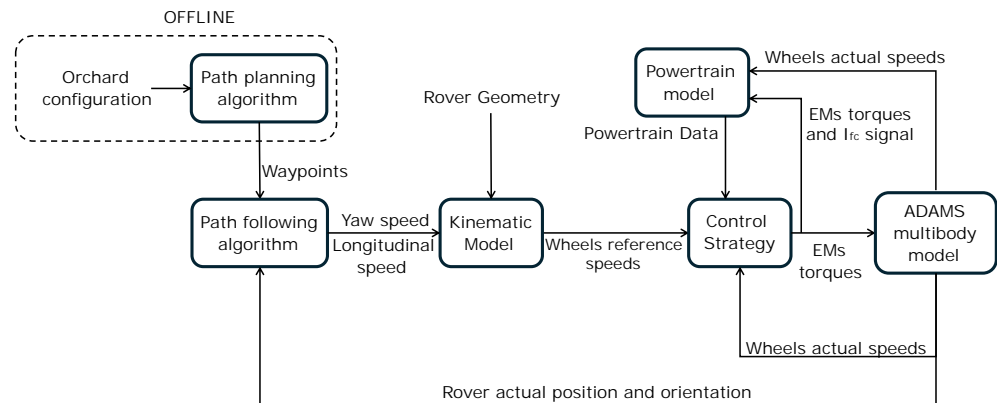 OFFLINE
Orchard
configuration
Path planning
algorithm
Rover Geometry
Powertrain
model
Wheels actual speeds
EMs torques
and Ifc signal
Powertrain Data
Waypoints
Path following
algorithm
Yaw speed
Longitudinal
speed
Kinematic
Model
Wheels reference
speeds
Control
Strategy
EMs
torques
ADAMS
multibody
model
Wheels actual speeds
Rover actual position and orientation